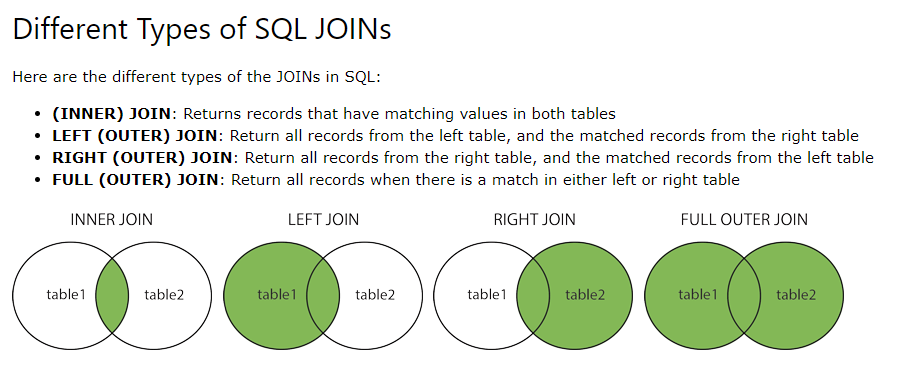 Different Types of SQL JOINs
Here are the different types of the JOINs in SQL:
• (INNER) JOIN: Returns records that have matching values in both tables
• LEFT (OUTER) JOIN: Return all records from the left table, and the matched records from the right table
• RIGHT (OUTER) JOIN: Return all records from the right table, and the matched records from the left table
• FULL (OUTER) JOIN: Return all records when there is a match in either left or right table
INNER JOIN LEFT JOIN RIGHT JOIN FULL OUTER JOIN
table1 table2 table1 table2 table1 table2 table1 table2